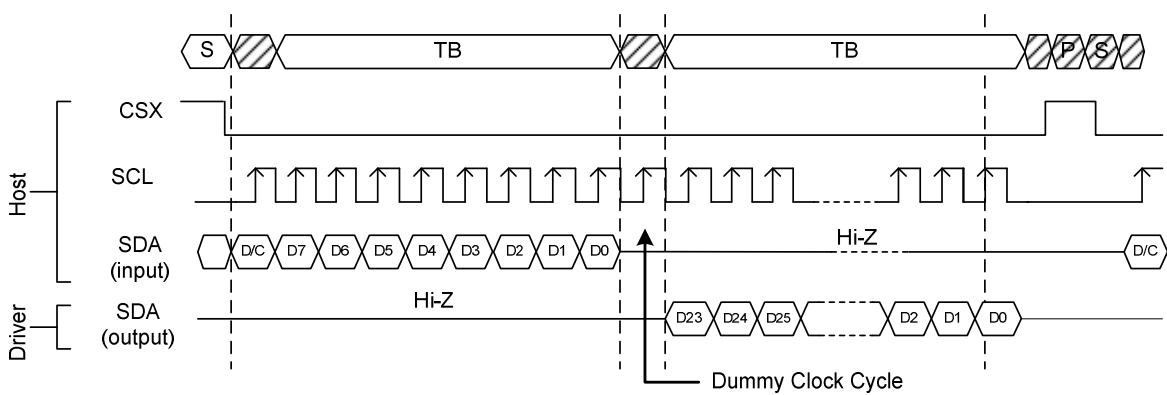 S TB TB P S
CSX
SCL
SDA (input) D/C D7 D6 D5 D4 D3 D2 D1 D0 Hi-Z D/C
SDA (output) Hi-Z D23 D24 D25 D2 D1 D0
Host
Driver
Dummy Clock Cycle